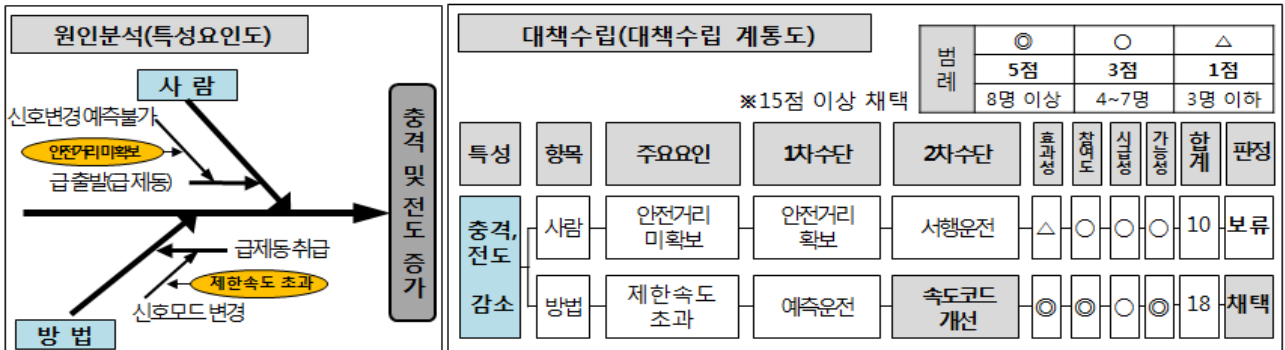 원인분석(특성요인도)
사 람
신호변경 예측불가
안전거리 미확보
급 출발(급 제동)
충격 및 전도 증가
급제동 취급
제한속도 초과
신호모드 변경
방 법
대책수립(대책수립 계통도)
※15점 이상 채택
범례 ◎ ○ △
5점 3점 1점
8명 이상 4~7명 3명 이하
특성 항목 주요요인 1차수단 2차수단 효과성 참여도 시급성 가능성 합계 판정
충격, 전도 감소
사람 안전거리 미확보 안전거리 확보 서행운전 △ ○ ○ ○ 10 보류
방법 제한속도 초과 예측운전 속도코드 개선 ◎ ◎ ○ ◎ 18 채택